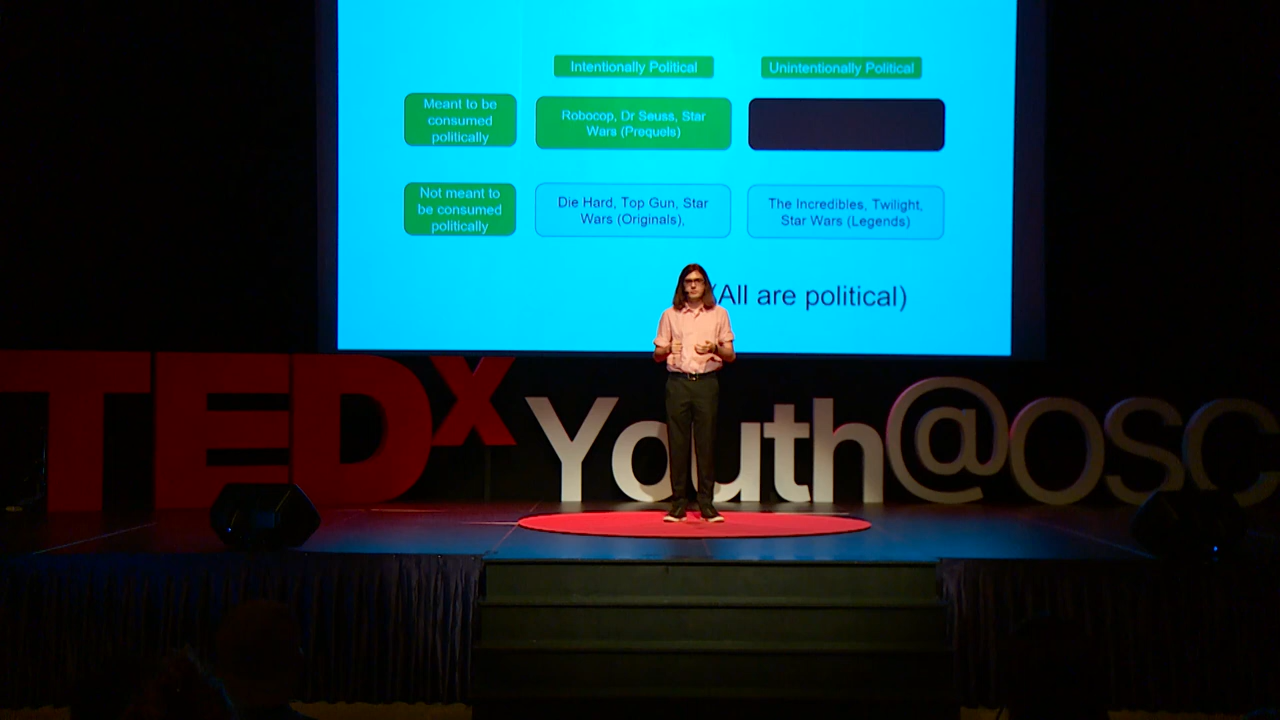 Intentionally Political
Unintentionally Political
Meant to be
consumed
politically
Robocop, Dr Seuss, Star
Wars (Prequels)
Not meant to
be consumed
politically
Die Hard, Top Gun, Star
Wars (Originals),
The Incredibles, Twilight,
Star Wars (Legends)
(All are political)
TEDx Youth@OSC